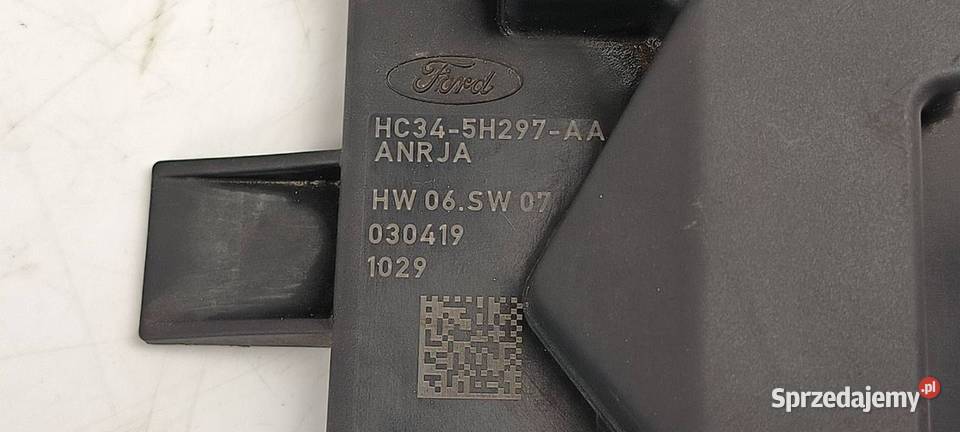 Ford
HC34-5H297-AA
ANRJA
HW 06.SW 07
030419
1029
Sprzedajemy.pl